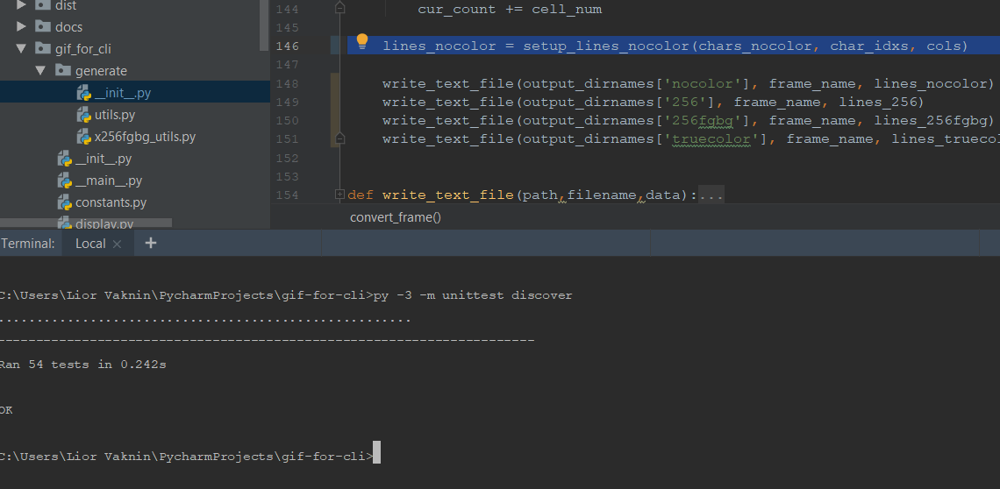 dist
docs
gif_for_cli
generate
__init__.py
utils.py
x256fgbg_utils.py
__init__.py
__main__.py
constants.py
display.py
144 cur_count += cell_num
145
146 lines_nocolor = setup_lines_nocolor(chars_nocolor, char_idxs, cols)
147
148 write_text_file(output_dirnames['nocolor'], frame_name, lines_nocolor)
149 write_text_file(output_dirnames['256'], frame_name, lines_256)
150 write_text_file(output_dirnames['256fgbg'], frame_name, lines_256fgbg)
151 write_text_file(output_dirnames['truecolor'], frame_name, lines_truecol
152
153
154 def write_text_file(path,filename,data):...
convert_frame()
Terminal: Local × +
C:\Users\Lior Vaknin\PycharmProjects\gif-for-cli>py -3 -m unittest discover
......................................................
----------------------------------------------------------------------
Ran 54 tests in 0.242s
OK
C:\Users\Lior Vaknin\PycharmProjects\gif-for-cli>